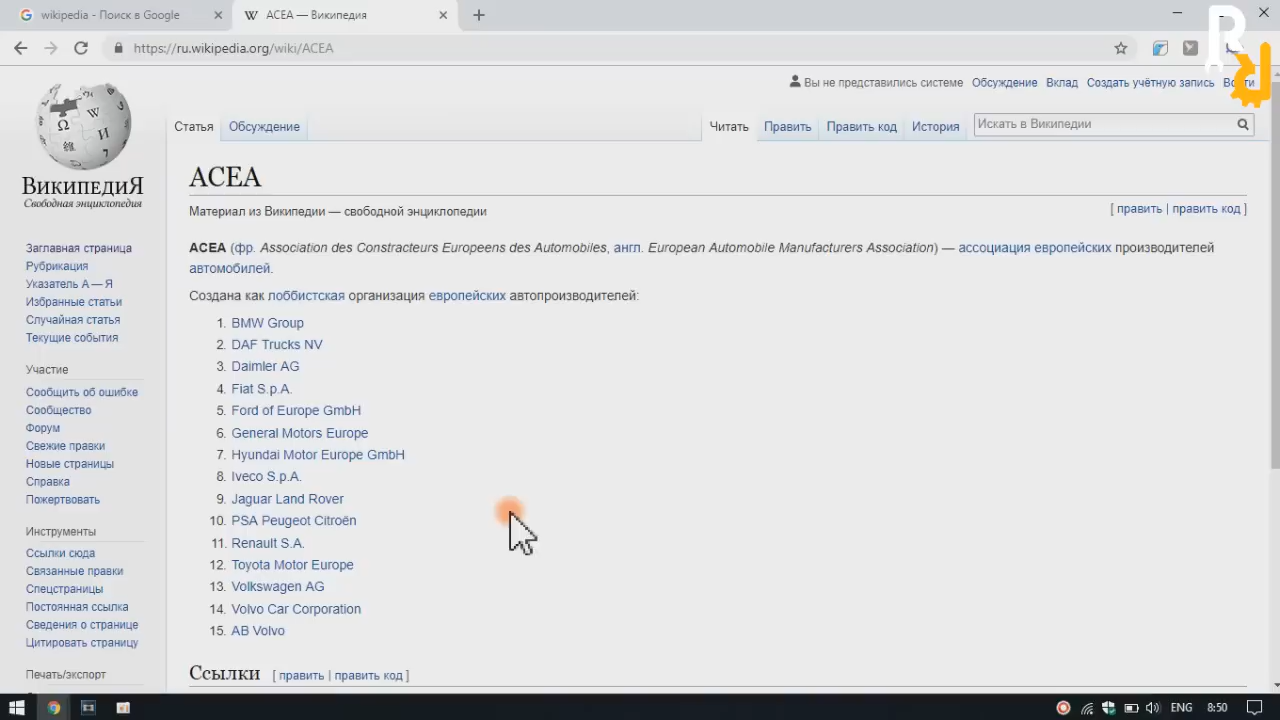 wikipedia - Поиск в Google
ACEA — Википедия
https://ru.wikipedia.org/wiki/ACEA
Вы не представились системе Обсуждение Вклад Создать учётную запись Войти
Статья Обсуждение Читать Править Править код История Искать в Википедии
ВикипедиЯ
Свободная энциклопедия
Заглавная страница
Рубрикация
Указатель А — Я
Избранные статьи
Случайная статья
Текущие события
Участие
Сообщить об ошибке
Сообщество
Форум
Свежие правки
Новые страницы
Справка
Пожертвовать
Инструменты
Ссылки сюда
Связанные правки
Спецстраницы
Постоянная ссылка
Сведения о странице
Цитировать страницу
Печать/экспорт
ACEA
Материал из Википедии — свободной энциклопедии [ править | править код ]
ACEA (фр. Association des Constracteurs Europeens des Automobiles, англ. European Automobile Manufacturers Association) — ассоциация европейских производителей
автомобилей.
Создана как лоббистская организация европейских автопроизводителей:
1. BMW Group
2. DAF Trucks NV
3. Daimler AG
4. Fiat S.p.A.
5. Ford of Europe GmbH
6. General Motors Europe
7. Hyundai Motor Europe GmbH
8. Iveco S.p.A.
9. Jaguar Land Rover
10. PSA Peugeot Citroën
11. Renault S.A.
12. Toyota Motor Europe
13. Volkswagen AG
14. Volvo Car Corporation
15. AB Volvo
Ссылки [ править | править код ]
ENG 8:50